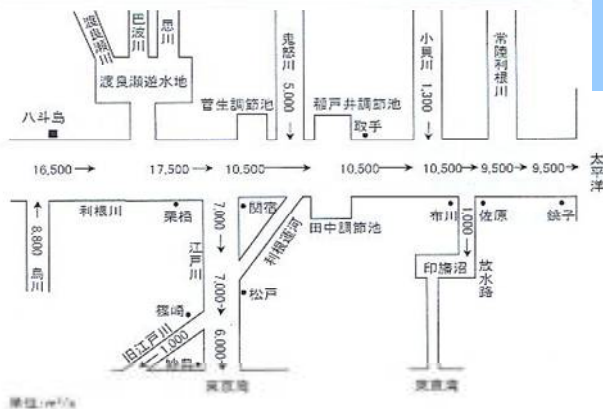 渡良瀬川
巴波川
思川
鬼怒川
5,000
小貝川
1,300
常陸利根川
渡良瀬遊水地
菅生調節池
稲戸井調節池
八斗島
取手
16,500
17,500
10,500
10,500
10,500
9,500
9,500
太平洋
利根川
栗橋
7,000
関宿
田中調節池
布川
1,000
佐原
銚子
8,800
烏川
江戸川
利根運河
印旛沼
放水路
7,000
松戸
篠崎
旧江戸川
1,000
6,000
妙典
東京湾
東京湾
単位:m³/s